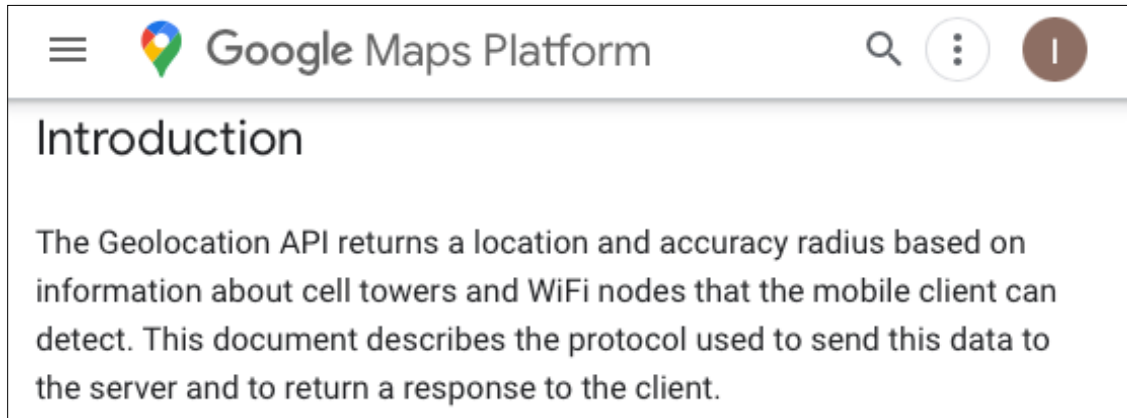 Google Maps Platform
I
Introduction
The Geolocation API returns a location and accuracy radius based on
information about cell towers and WiFi nodes that the mobile client can
detect. This document describes the protocol used to send this data to
the server and to return a response to the client.